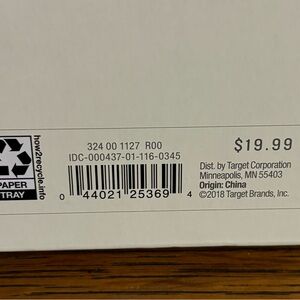 how2recycle.info
PAPER
TRAY
324 00 1127 R00
IDC-000437-01-116-0345
0 44021 25369 4
$19.99
Dist. by Target Corporation
Minneapolis, MN 55403
Origin: China
©2018 Target Brands, Inc.